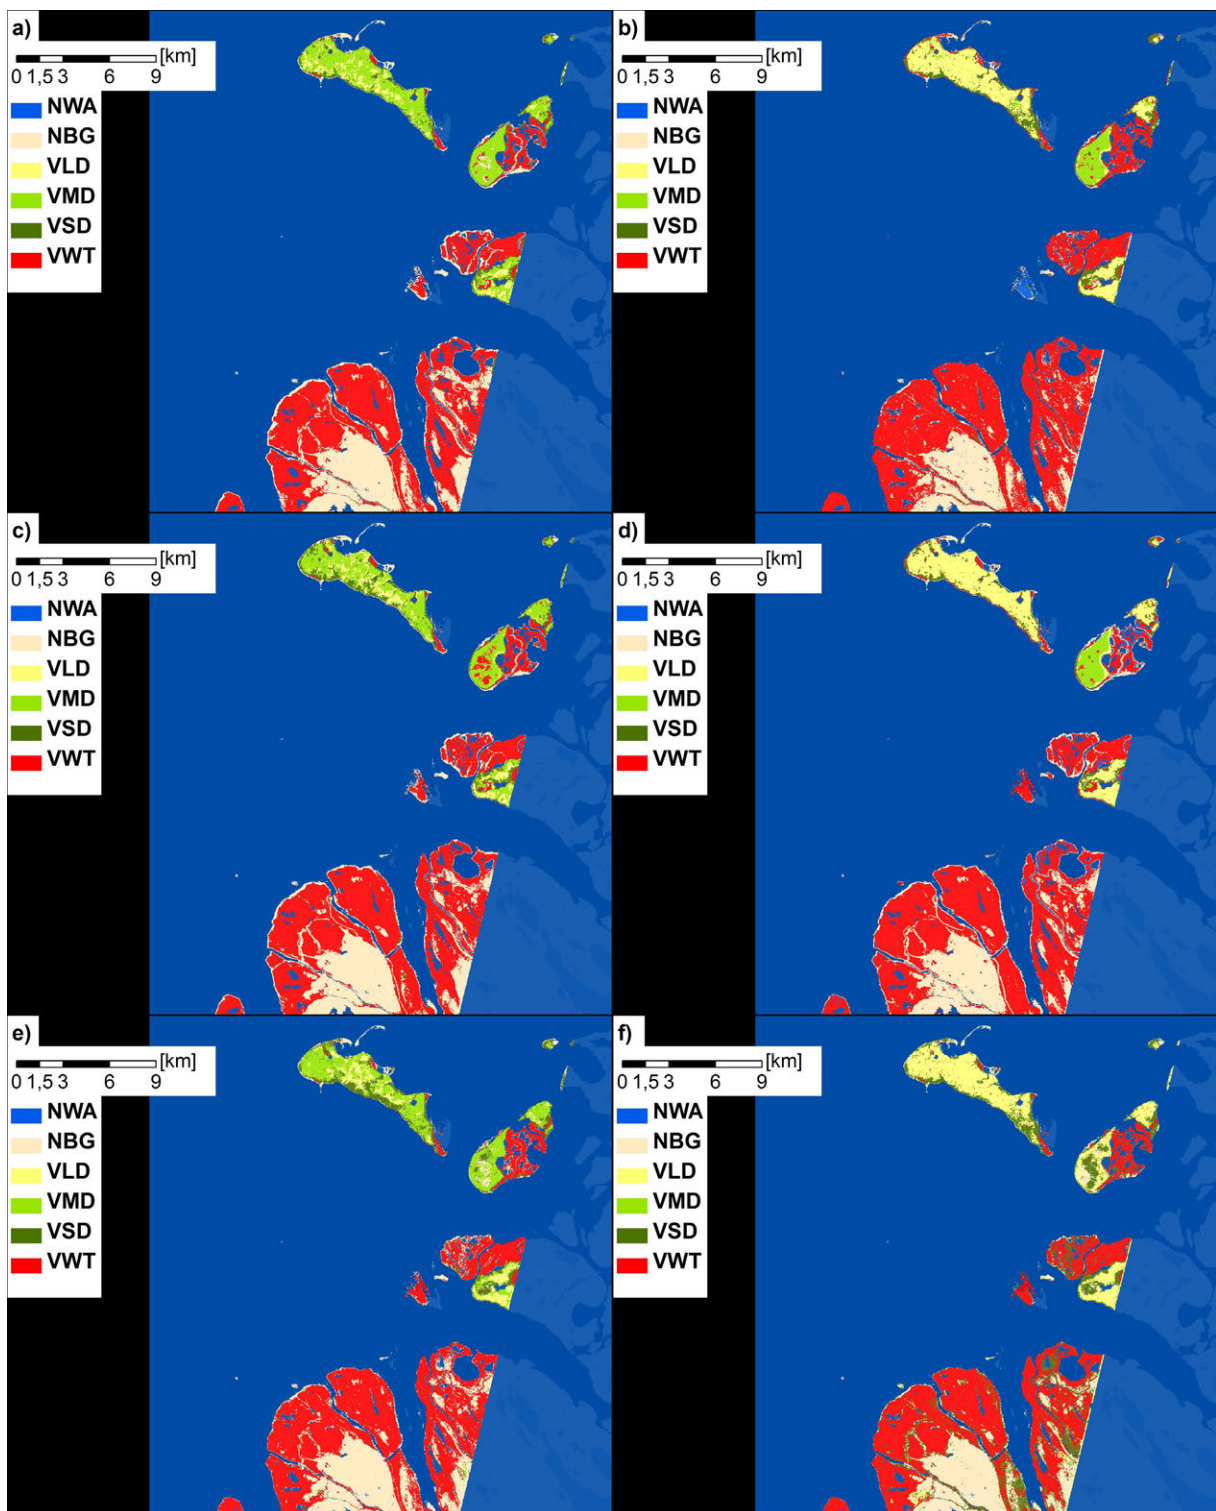 a)
[km]
0 1,5 3 6 9
NWA
NBG
VLD
VMD
VSD
VWT
b)
[km]
0 1,5 3 6 9
NWA
NBG
VLD
VMD
VSD
VWT
c)
[km]
0 1,5 3 6 9
NWA
NBG
VLD
VMD
VSD
VWT
d)
[km]
0 1,5 3 6 9
NWA
NBG
VLD
VMD
VSD
VWT
e)
[km]
0 1,5 3 6 9
NWA
NBG
VLD
VMD
VSD
VWT
f)
[km]
0 1,5 3 6 9
NWA
NBG
VLD
VMD
VSD
VWT